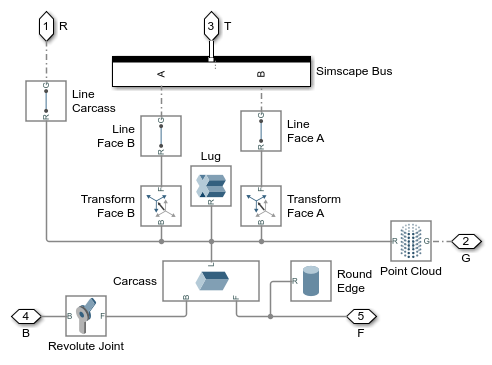 1 R
3 T
A B
Simscape Bus
G
Line
Carcass
R
G
Line
Face B
R
G
Line
Face A
R
Lug
R
F
Transform
Face B
B
F
Transform
Face A
B
R G
Point Cloud
2
G
L
Carcass
B F
R
Round
Edge
4
B
B F
Revolute Joint
5
F